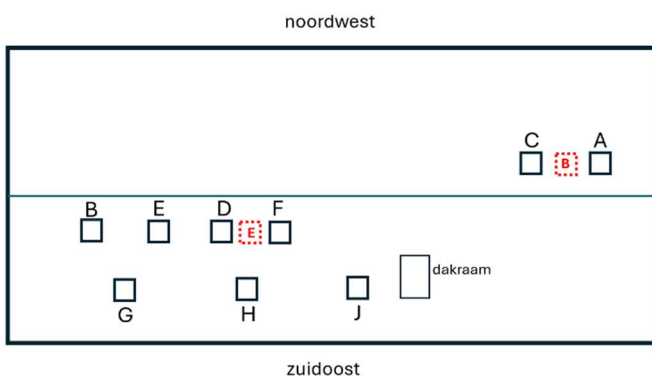 noordwest
C B A
B E D E F
dakraam
G H J
zuidoost